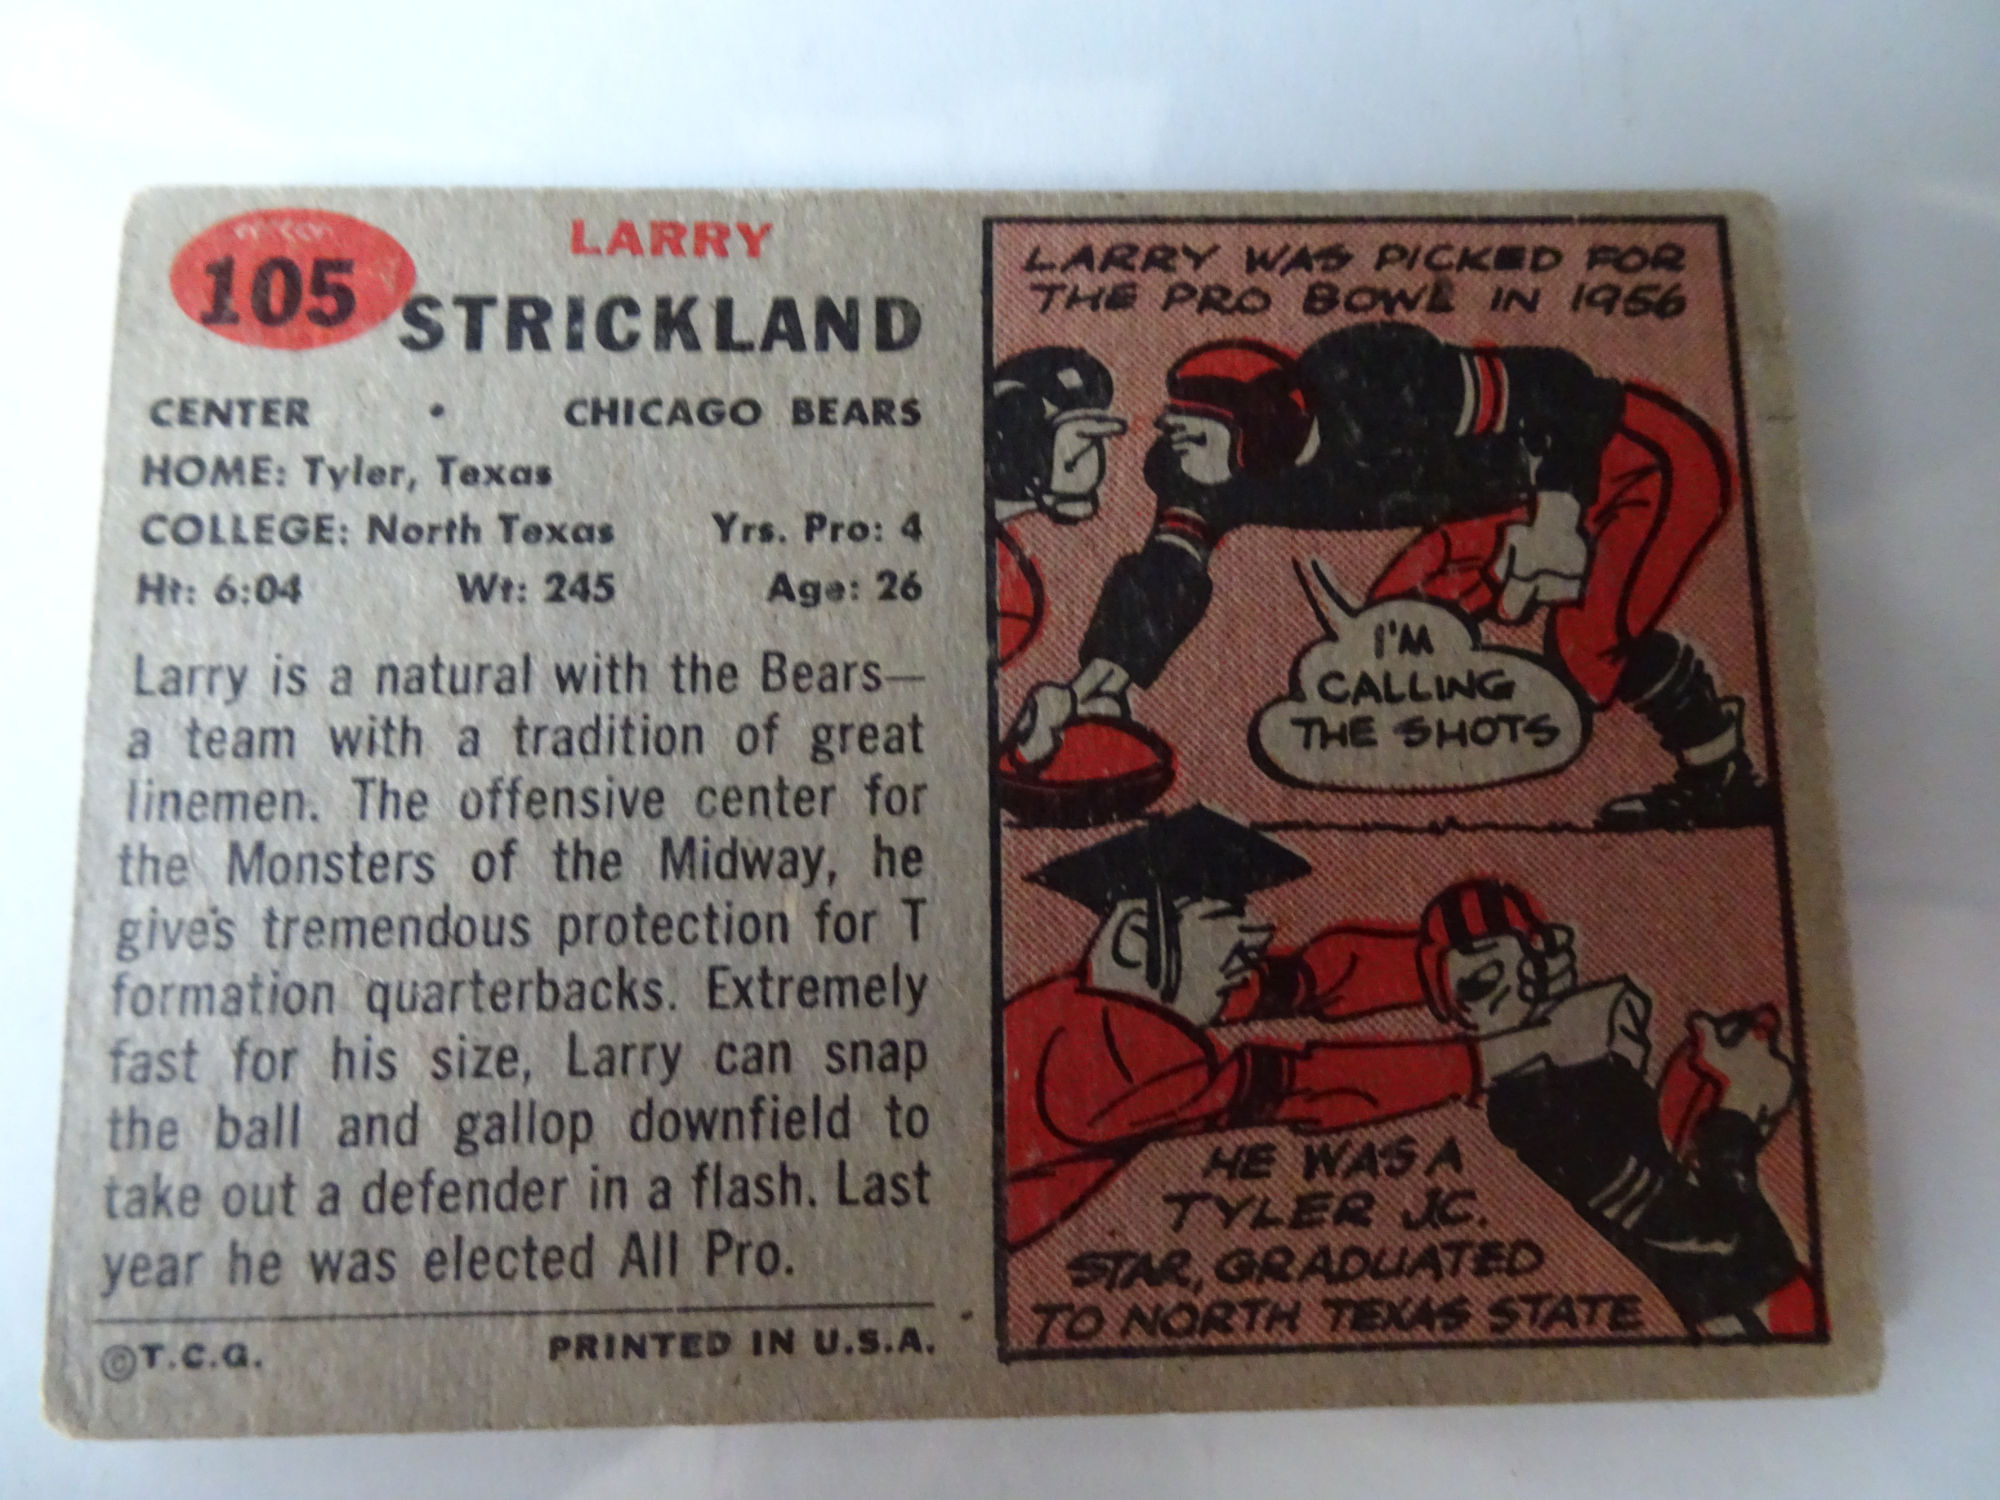 105
LARRY
STRICKLAND
CENTER • CHICAGO BEARS
HOME: Tyler, Texas
COLLEGE: North Texas Yrs. Pro: 4
Ht: 6:04 Wt: 245 Age: 26
Larry is a natural with the Bears—
a team with a tradition of great
linemen. The offensive center for
the Monsters of the Midway, he
give's tremendous protection for T
formation quarterbacks. Extremely
fast for his size, Larry can snap
the ball and gallop downfield to
take out a defender in a flash. Last
year he was elected All Pro.
©T.C.G. PRINTED IN U.S.A.
LARRY WAS PICKED FOR
THE PRO BOWL IN 1956
I'M
CALLING
THE SHOTS
HE WAS A
TYLER J.C.
STAR, GRADUATED
TO NORTH TEXAS STATE